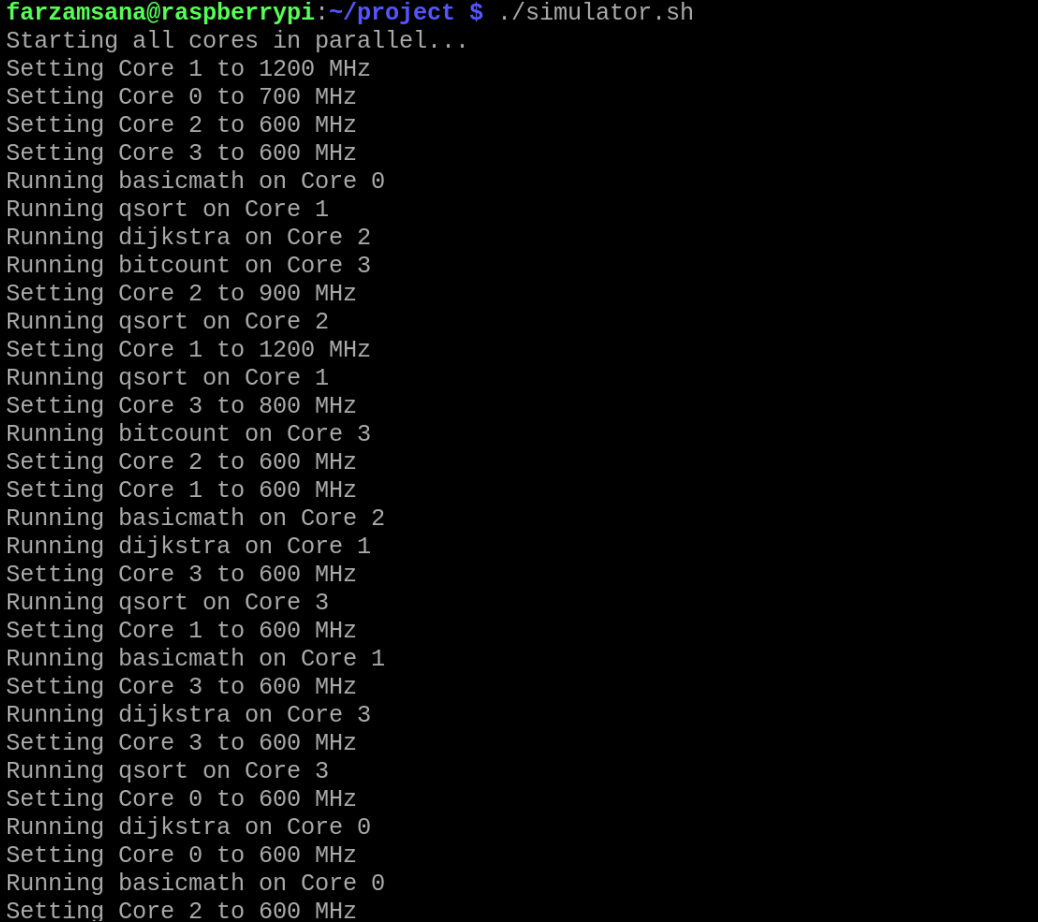 farzamsana@raspberrypi:~/project $ ./simulator.sh
Starting all cores in parallel...
Setting Core 1 to 1200 MHz
Setting Core 0 to 700 MHz
Setting Core 2 to 600 MHz
Setting Core 3 to 600 MHz
Running basicmath on Core 0
Running qsort on Core 1
Running dijkstra on Core 2
Running bitcount on Core 3
Setting Core 2 to 900 MHz
Running qsort on Core 2
Setting Core 1 to 1200 MHz
Running qsort on Core 1
Setting Core 3 to 800 MHz
Running bitcount on Core 3
Setting Core 2 to 600 MHz
Setting Core 1 to 600 MHz
Running basicmath on Core 2
Running dijkstra on Core 1
Setting Core 3 to 600 MHz
Running qsort on Core 3
Setting Core 1 to 600 MHz
Running basicmath on Core 1
Setting Core 3 to 600 MHz
Running dijkstra on Core 3
Setting Core 3 to 600 MHz
Running qsort on Core 3
Setting Core 0 to 600 MHz
Running dijkstra on Core 0
Setting Core 0 to 600 MHz
Running basicmath on Core 0
Setting Core 2 to 600 MHz